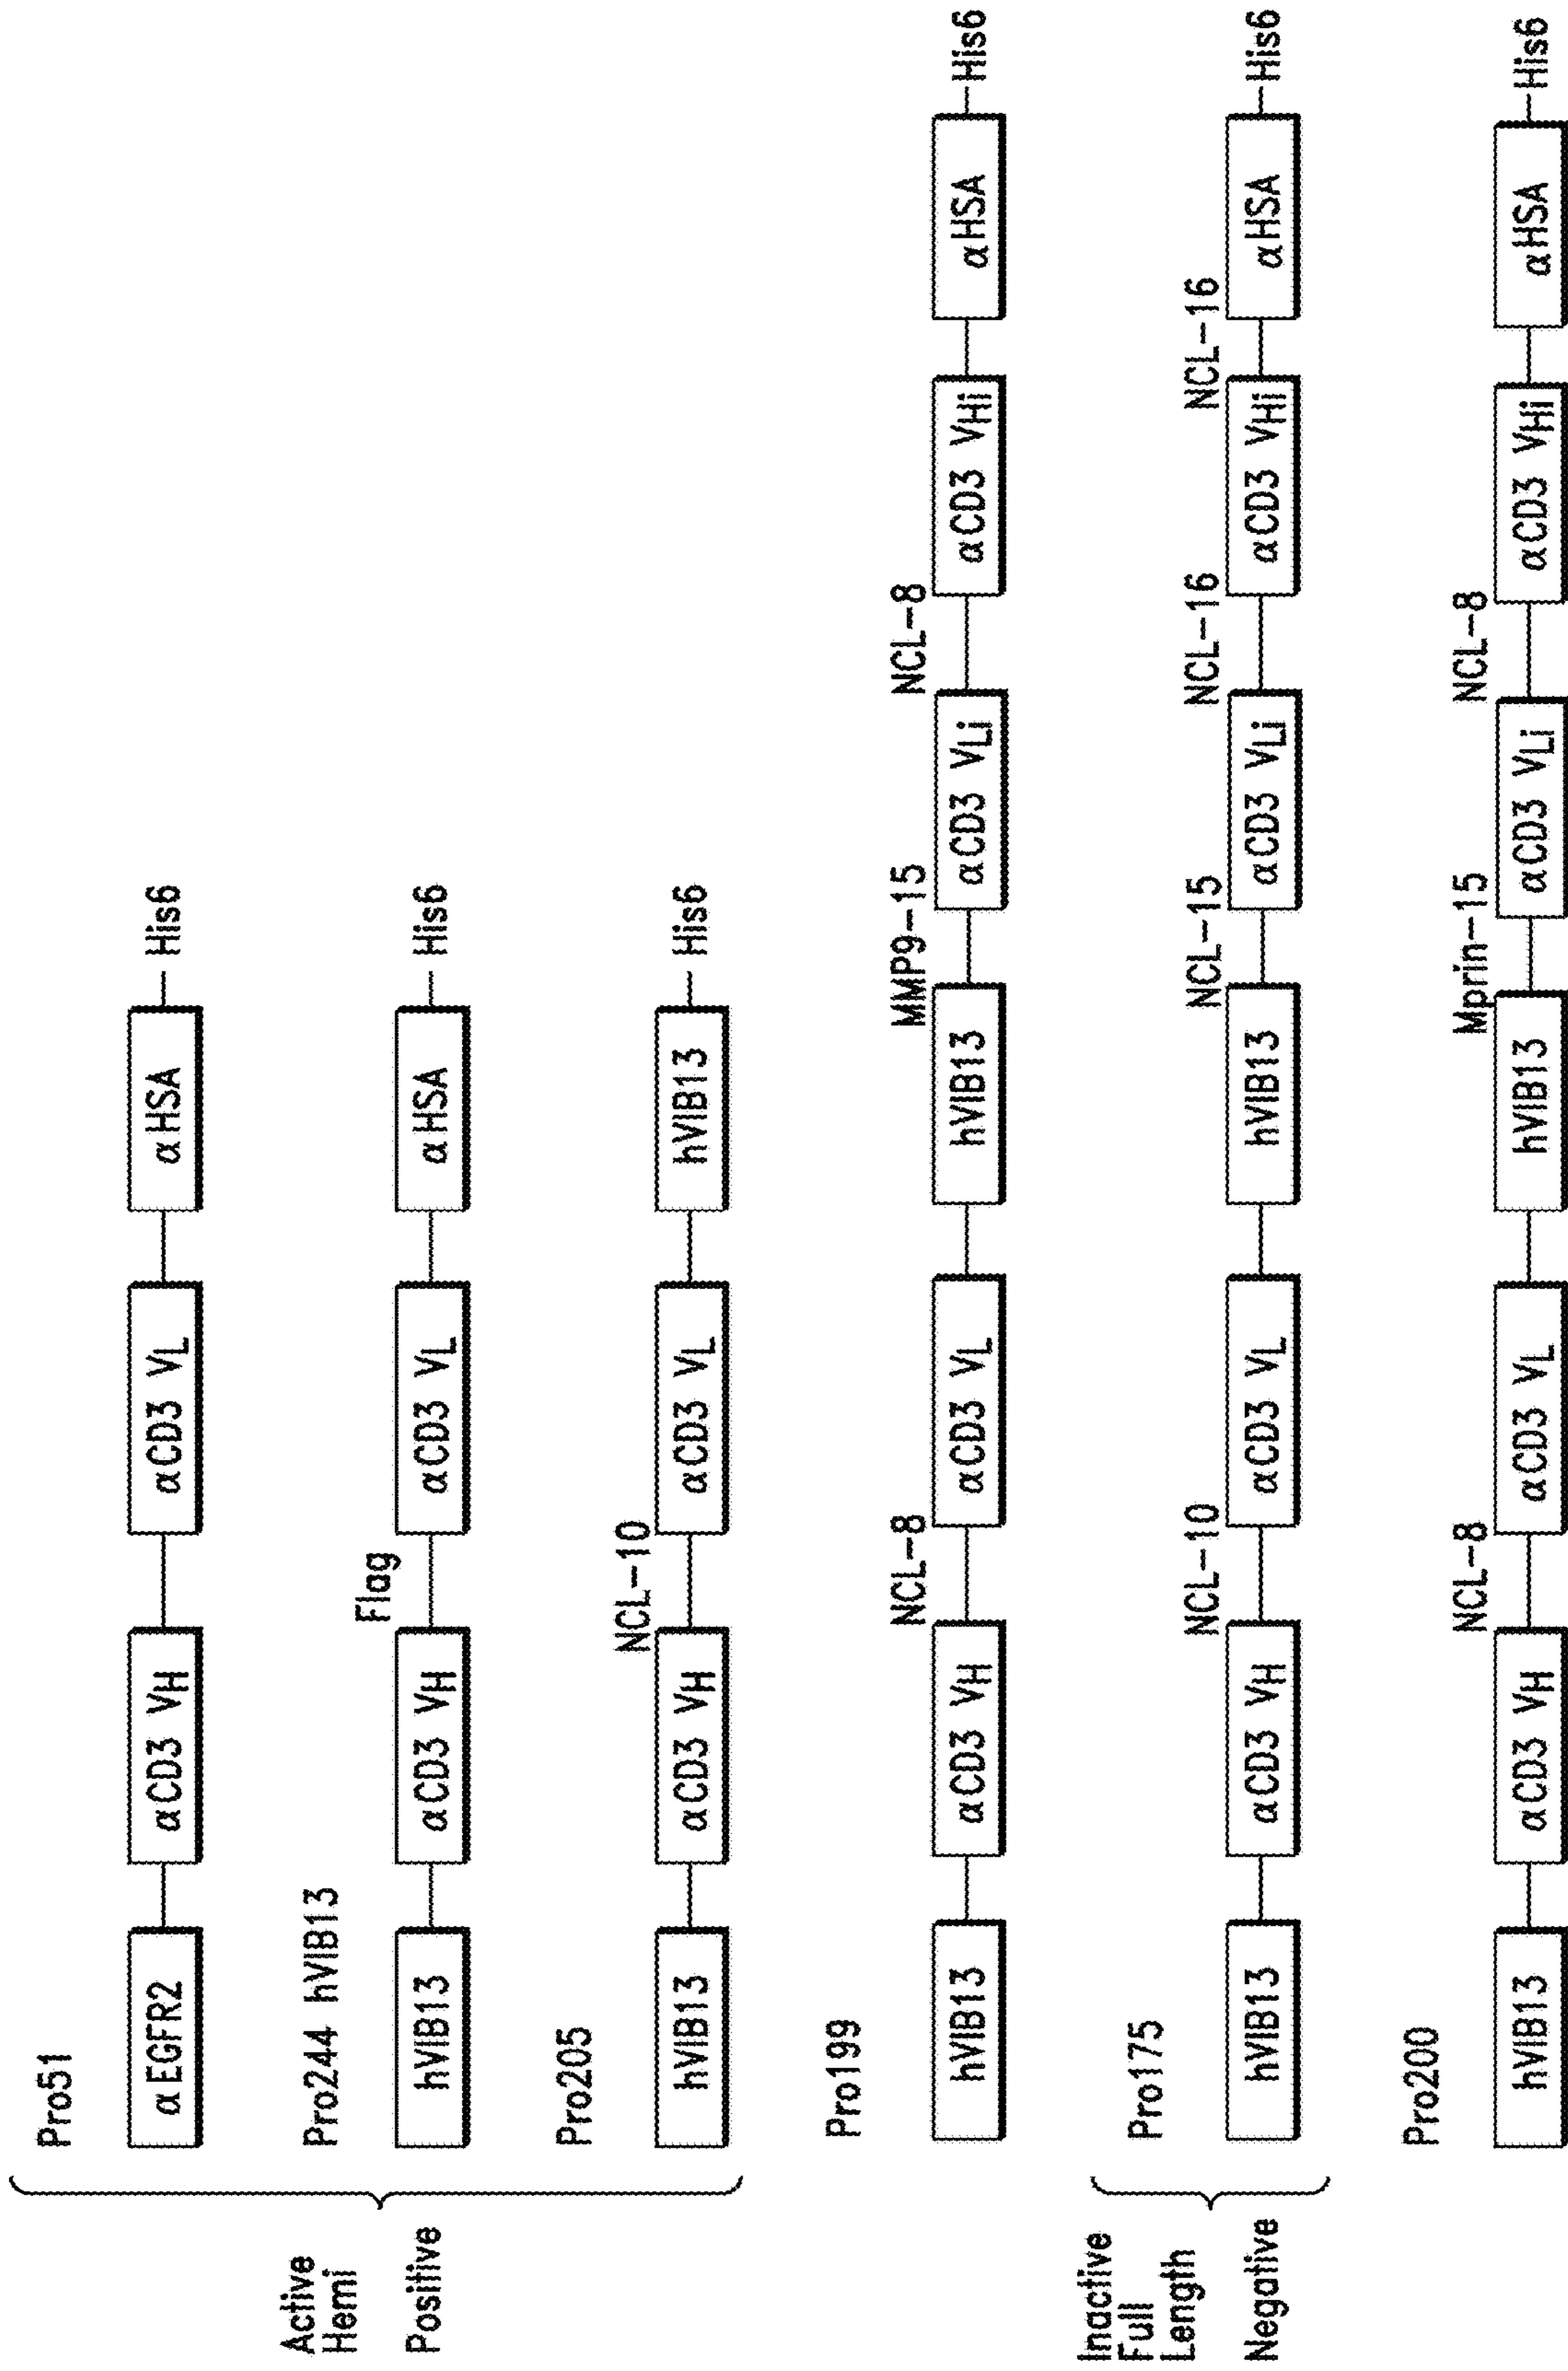 Active
Hemi
Positive
Pro51
αEGFR2
αCD3 VH
αCD3 VL
αHSA
His6
Pro244 hVIB13
Flag
hVIB13
αCD3 VH
αCD3 VL
αHSA
His6
Pro205
NCL-10
hVIB13
αCD3 VH
αCD3 VL
hVIB13
His6
Pro199
NCL-8
MMP9-15
NCL-8
hVIB13
αCD3 VH
αCD3 VL
hVIB13
αCD3 VLi
αCD3 VHi
αHSA
His6
Inactive
Full
Length
Negative
Pro175
NCL-10
NCL-15
NCL-16
NCL-16
hVIB13
αCD3 VH
αCD3 VL
hVIB13
αCD3 VLi
αCD3 VHi
αHSA
His6
Pro200
NCL-8
Mprin-15
NCL-8
hVIB13
αCD3 VH
αCD3 VL
hVIB13
αCD3 VLi
αCD3 VHi
αHSA
His6